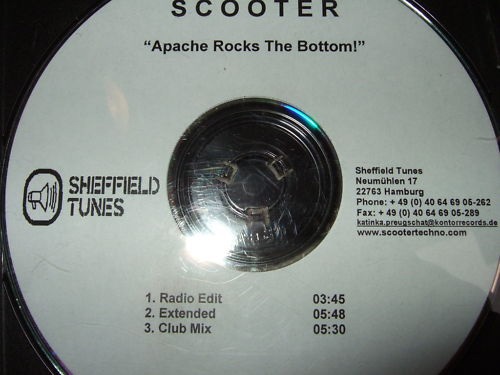 SCOOTER
“Apache Rocks The Bottom!”
SHEFFIELD
TUNES
Sheffield Tunes
Neumühlen 17
22763 Hamburg
Phone: + 49 (0) 40 64 69 05-262
Fax: + 49 (0) 40 64 69 05-289
katinka.preugschat@kontorrecords.de
www.scootertechno.com
1. Radio Edit 03:45
2. Extended 05:48
3. Club Mix 05:30